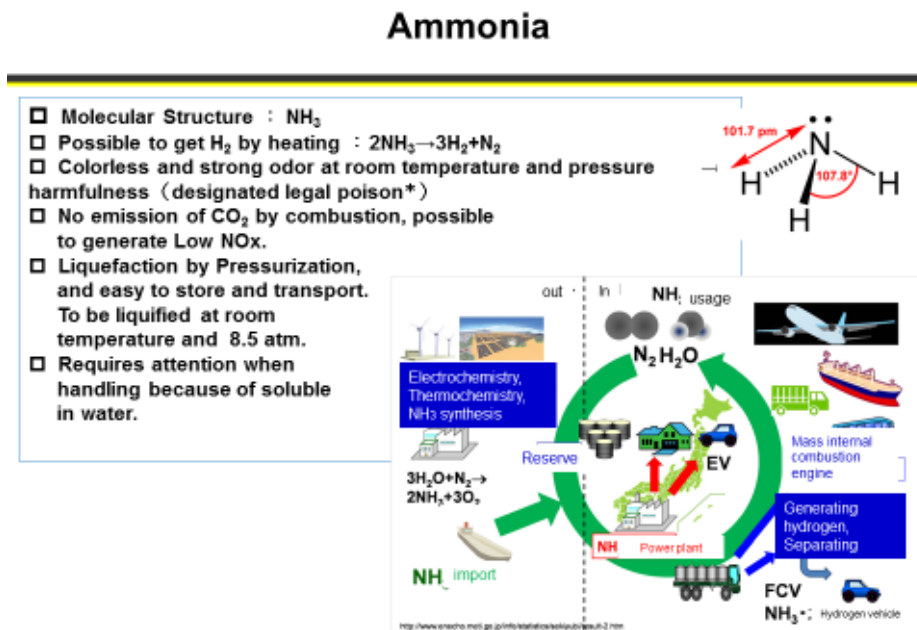 Ammonia
☐ Molecular Structure : NH₃
☐ Possible to get H₂ by heating : 2NH₃→3H₂+N₂
☐ Colorless and strong odor at room temperature and pressure
harmfulness (designated legal poison*)
☐ No emission of CO₂ by combustion, possible
to generate Low NOx.
☐ Liquefaction by Pressurization,
and easy to store and transport.
To be liquified at room
temperature and 8.5 atm.
☐ Requires attention when
handling because of soluble
in water.
101.7 pm
N
H
H
H
107.8°
out
In
NH usage
N₂ H₂O
Electrochemistry,
Thermochemistry,
NH₃ synthesis
Reserve
3H₂O+N₂→
2NH₃+3O₂
NH import
EV
NH Power plant
Mass internal
combustion
engine
Generating
hydrogen,
Separating
FCV
NH₃ Hydrogen vehicle